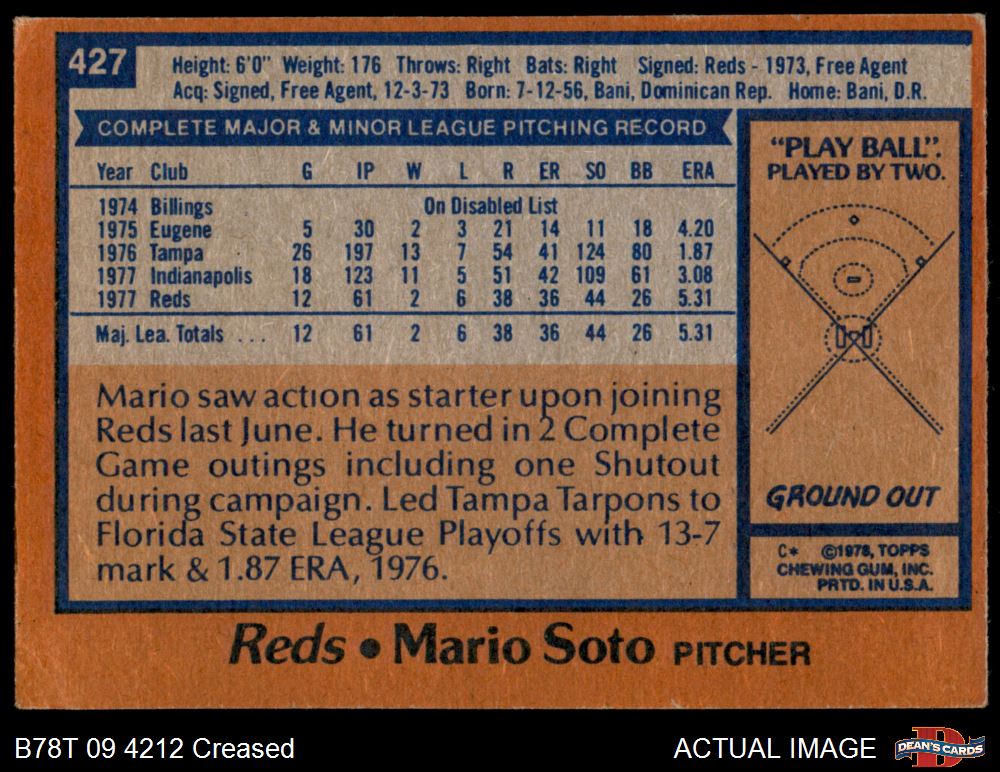 427
Height: 6'0" Weight: 176 Throws: Right Bats: Right Signed: Reds - 1973, Free Agent
Acq: Signed, Free Agent, 12-3-73 Born: 7-12-56, Bani, Dominican Rep. Home: Bani, D.R.
COMPLETE MAJOR & MINOR LEAGUE PITCHING RECORD
Year Club G IP W L R ER SO BB ERA
1974 Billings On Disabled List
1975 Eugene 5 30 2 3 21 14 11 18 4.20
1976 Tampa 26 197 13 7 54 41 124 80 1.87
1977 Indianapolis 18 123 11 5 51 42 109 61 3.08
1977 Reds 12 61 2 6 38 36 44 26 5.31
Maj. Lea. Totals ... 12 61 2 6 38 36 44 26 5.31
Mario saw action as starter upon joining
Reds last June. He turned in 2 Complete
Game outings including one Shutout
during campaign. Led Tampa Tarpons to
Florida State League Playoffs with 13-7
mark & 1.87 ERA, 1976.
"PLAY BALL".
PLAYED BY TWO.
GROUND OUT
C* ©1978, TOPPS
CHEWING GUM, INC.
PRTD. IN U.S.A.
Reds • Mario Soto PITCHER
B78T 09 4212 Creased
ACTUAL IMAGE
DEAN'S CARDS